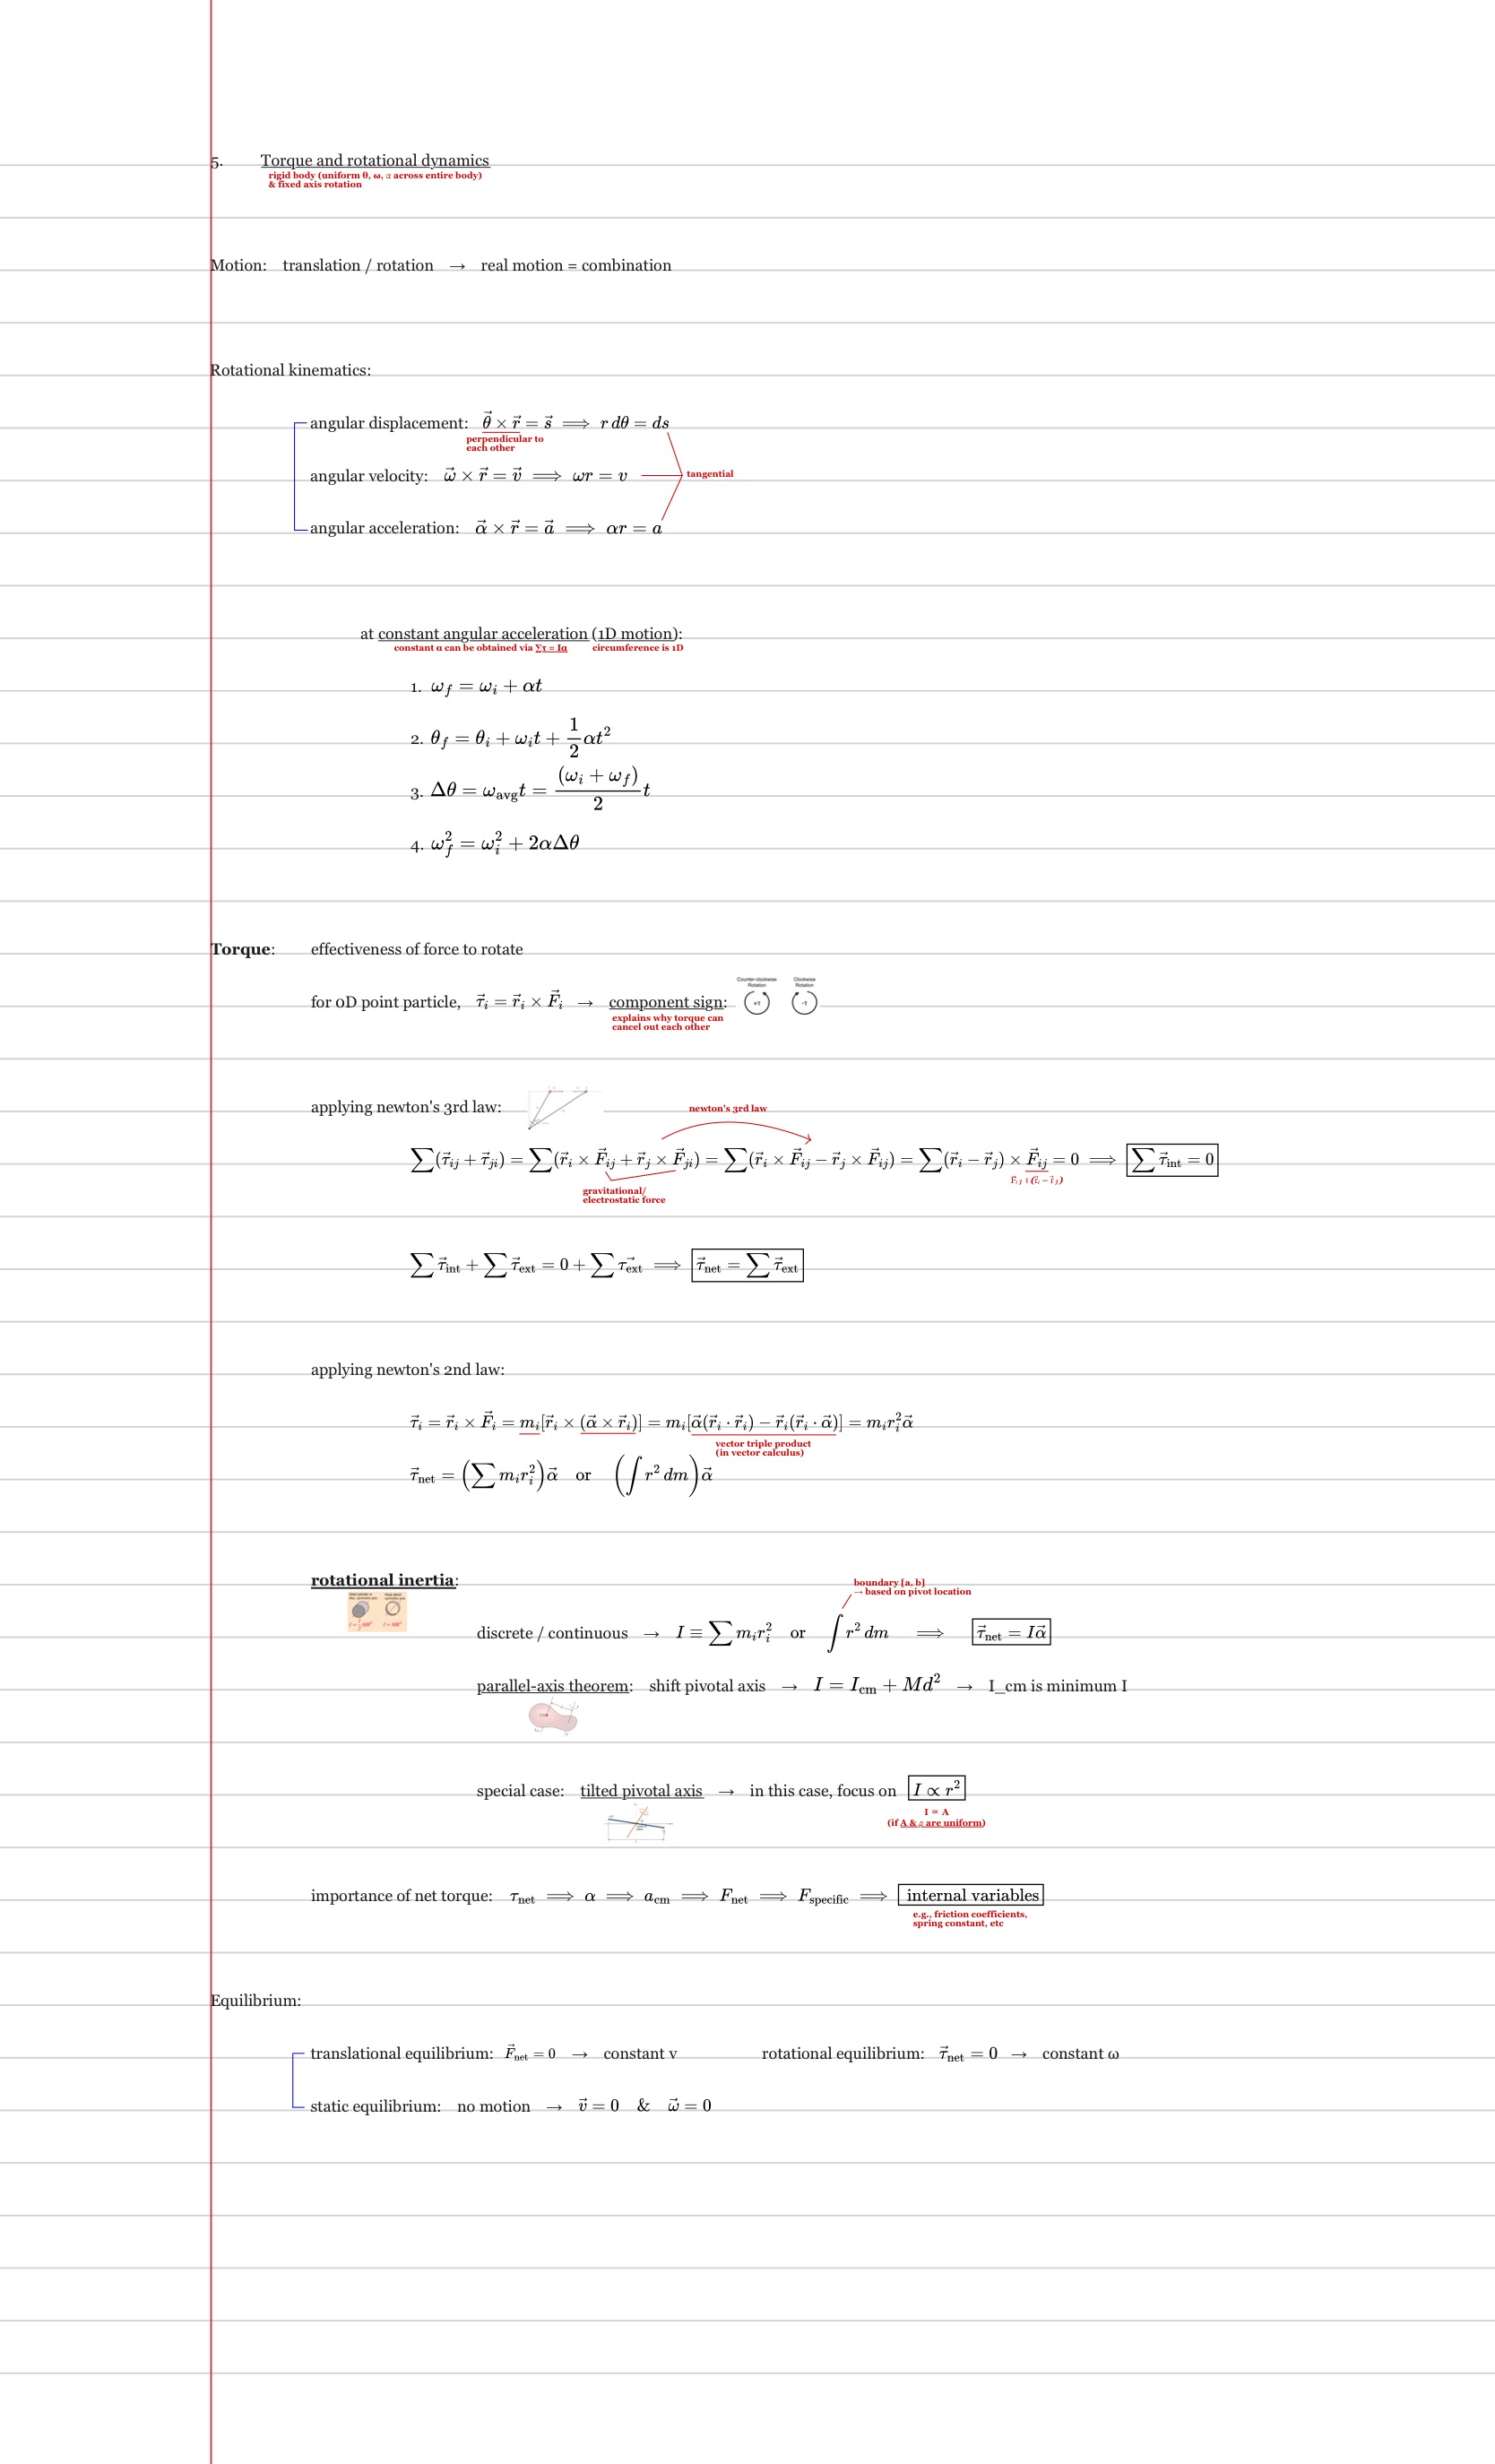 5. Torque and rotational dynamics
rigid body (uniform θ, ω, α across entire body)
& fixed axis rotation
Motion: translation / rotation → real motion = combination
Rotational kinematics:
angular displacement: θ⃗ × r⃗ = s⃗ ⟹ r dθ = ds
perpendicular to
each other
angular velocity: ω⃗ × r⃗ = v⃗ ⟹ ωr = v
tangential
angular acceleration: α⃗ × r⃗ = a⃗ ⟹ αr = a
at constant angular acceleration (1D motion):
constant α can be obtained via Στ = Iα circumference is 1D
1. ω_f = ω_i + αt
2. θ_f = θ_i + ω_i t + 1/2 αt²
3. Δθ = ω_avg t = (ω_i + ω_f)/2 t
4. ω_f² = ω_i² + 2αΔθ
Torque: effectiveness of force to rotate
Counter-clockwise Rotation Clockwise Rotation
for 0D point particle, τ⃗_i = r⃗_i × F⃗_i → component sign: +τ -τ
explains why torque can
cancel out each other
applying newton's 3rd law:
newton's 3rd law
∑(τ⃗_ij + τ⃗_ji) = ∑(r⃗_i × F⃗_ij + r⃗_j × F⃗_ji) = ∑(r⃗_i × F⃗_ij − r⃗_j × F⃗_ij) = ∑(r⃗_i − r⃗_j) × F⃗_ij = 0 ⟹ ∑τ⃗_int = 0
gravitational/
electrostatic force
∑τ⃗_int + ∑τ⃗_ext = 0 + ∑τ⃗_ext ⟹ τ⃗_net = ∑τ⃗_ext
applying newton's 2nd law:
τ⃗_i = r⃗_i × F⃗_i = m_i[r⃗_i × (α⃗ × r⃗_i)] = m_i[α⃗(r⃗_i · r⃗_i) − r⃗_i(r⃗_i · α⃗)] = m_i r_i² α⃗
vector triple product
(in vector calculus)
τ⃗_net = (∑ m_i r_i²) α⃗ or (∫ r² dm) α⃗
rotational inertia:
boundary [a, b]
→ based on pivot location
discrete / continuous → I ≡ ∑ m_i r_i² or ∫ r² dm ⟹ τ⃗_net = Iα⃗
parallel-axis theorem: shift pivotal axis → I = I_cm + Md² → I_cm is minimum I
special case: tilted pivotal axis → in this case, focus on I ∝ r²
(if A & ρ are uniform)
importance of net torque: τ_net ⟹ α ⟹ a_cm ⟹ F_net ⟹ F_specific ⟹ internal variables
e.g., friction coefficients,
spring constant, etc
Equilibrium:
translational equilibrium: F⃗_net = 0 → constant v rotational equilibrium: τ⃗_net = 0 → constant ω
static equilibrium: no motion → v⃗ = 0 & ω⃗ = 0